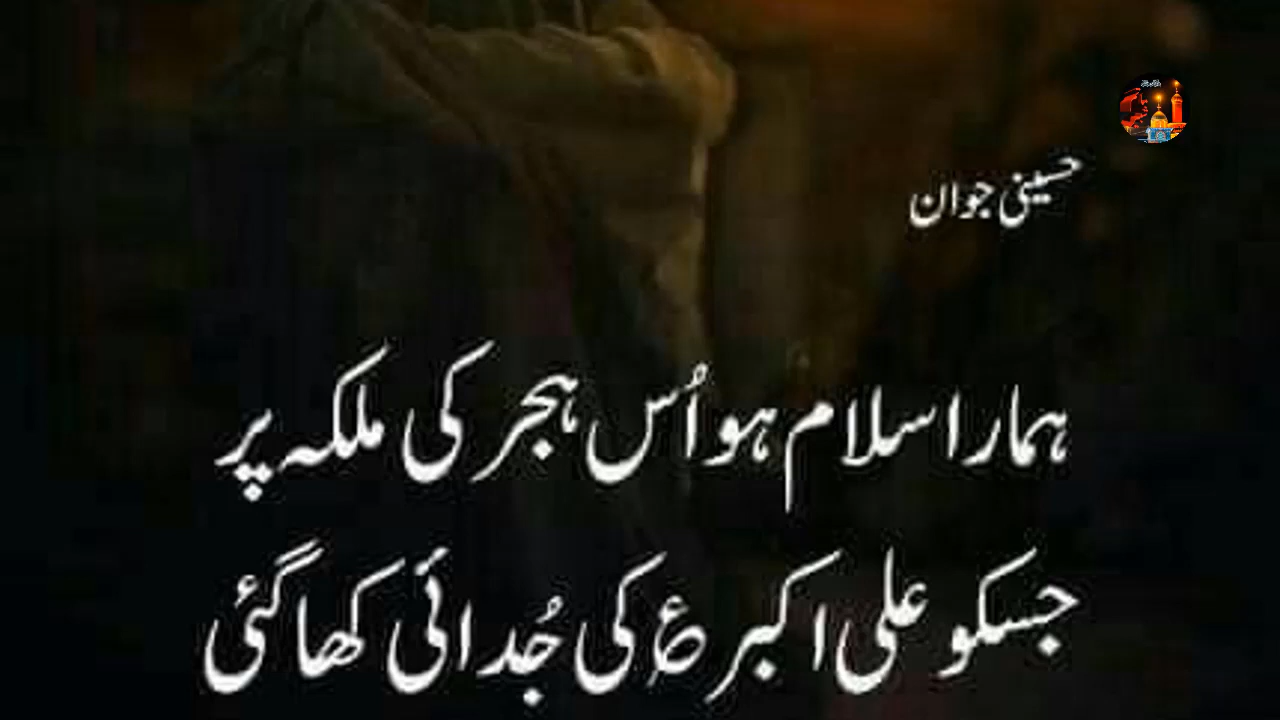 حسینی جوان
ہمارا سلام ہو اُس ہجر کی ملکہ پر
جسکو علی اکبر ع کی جُدائی کھا گئی